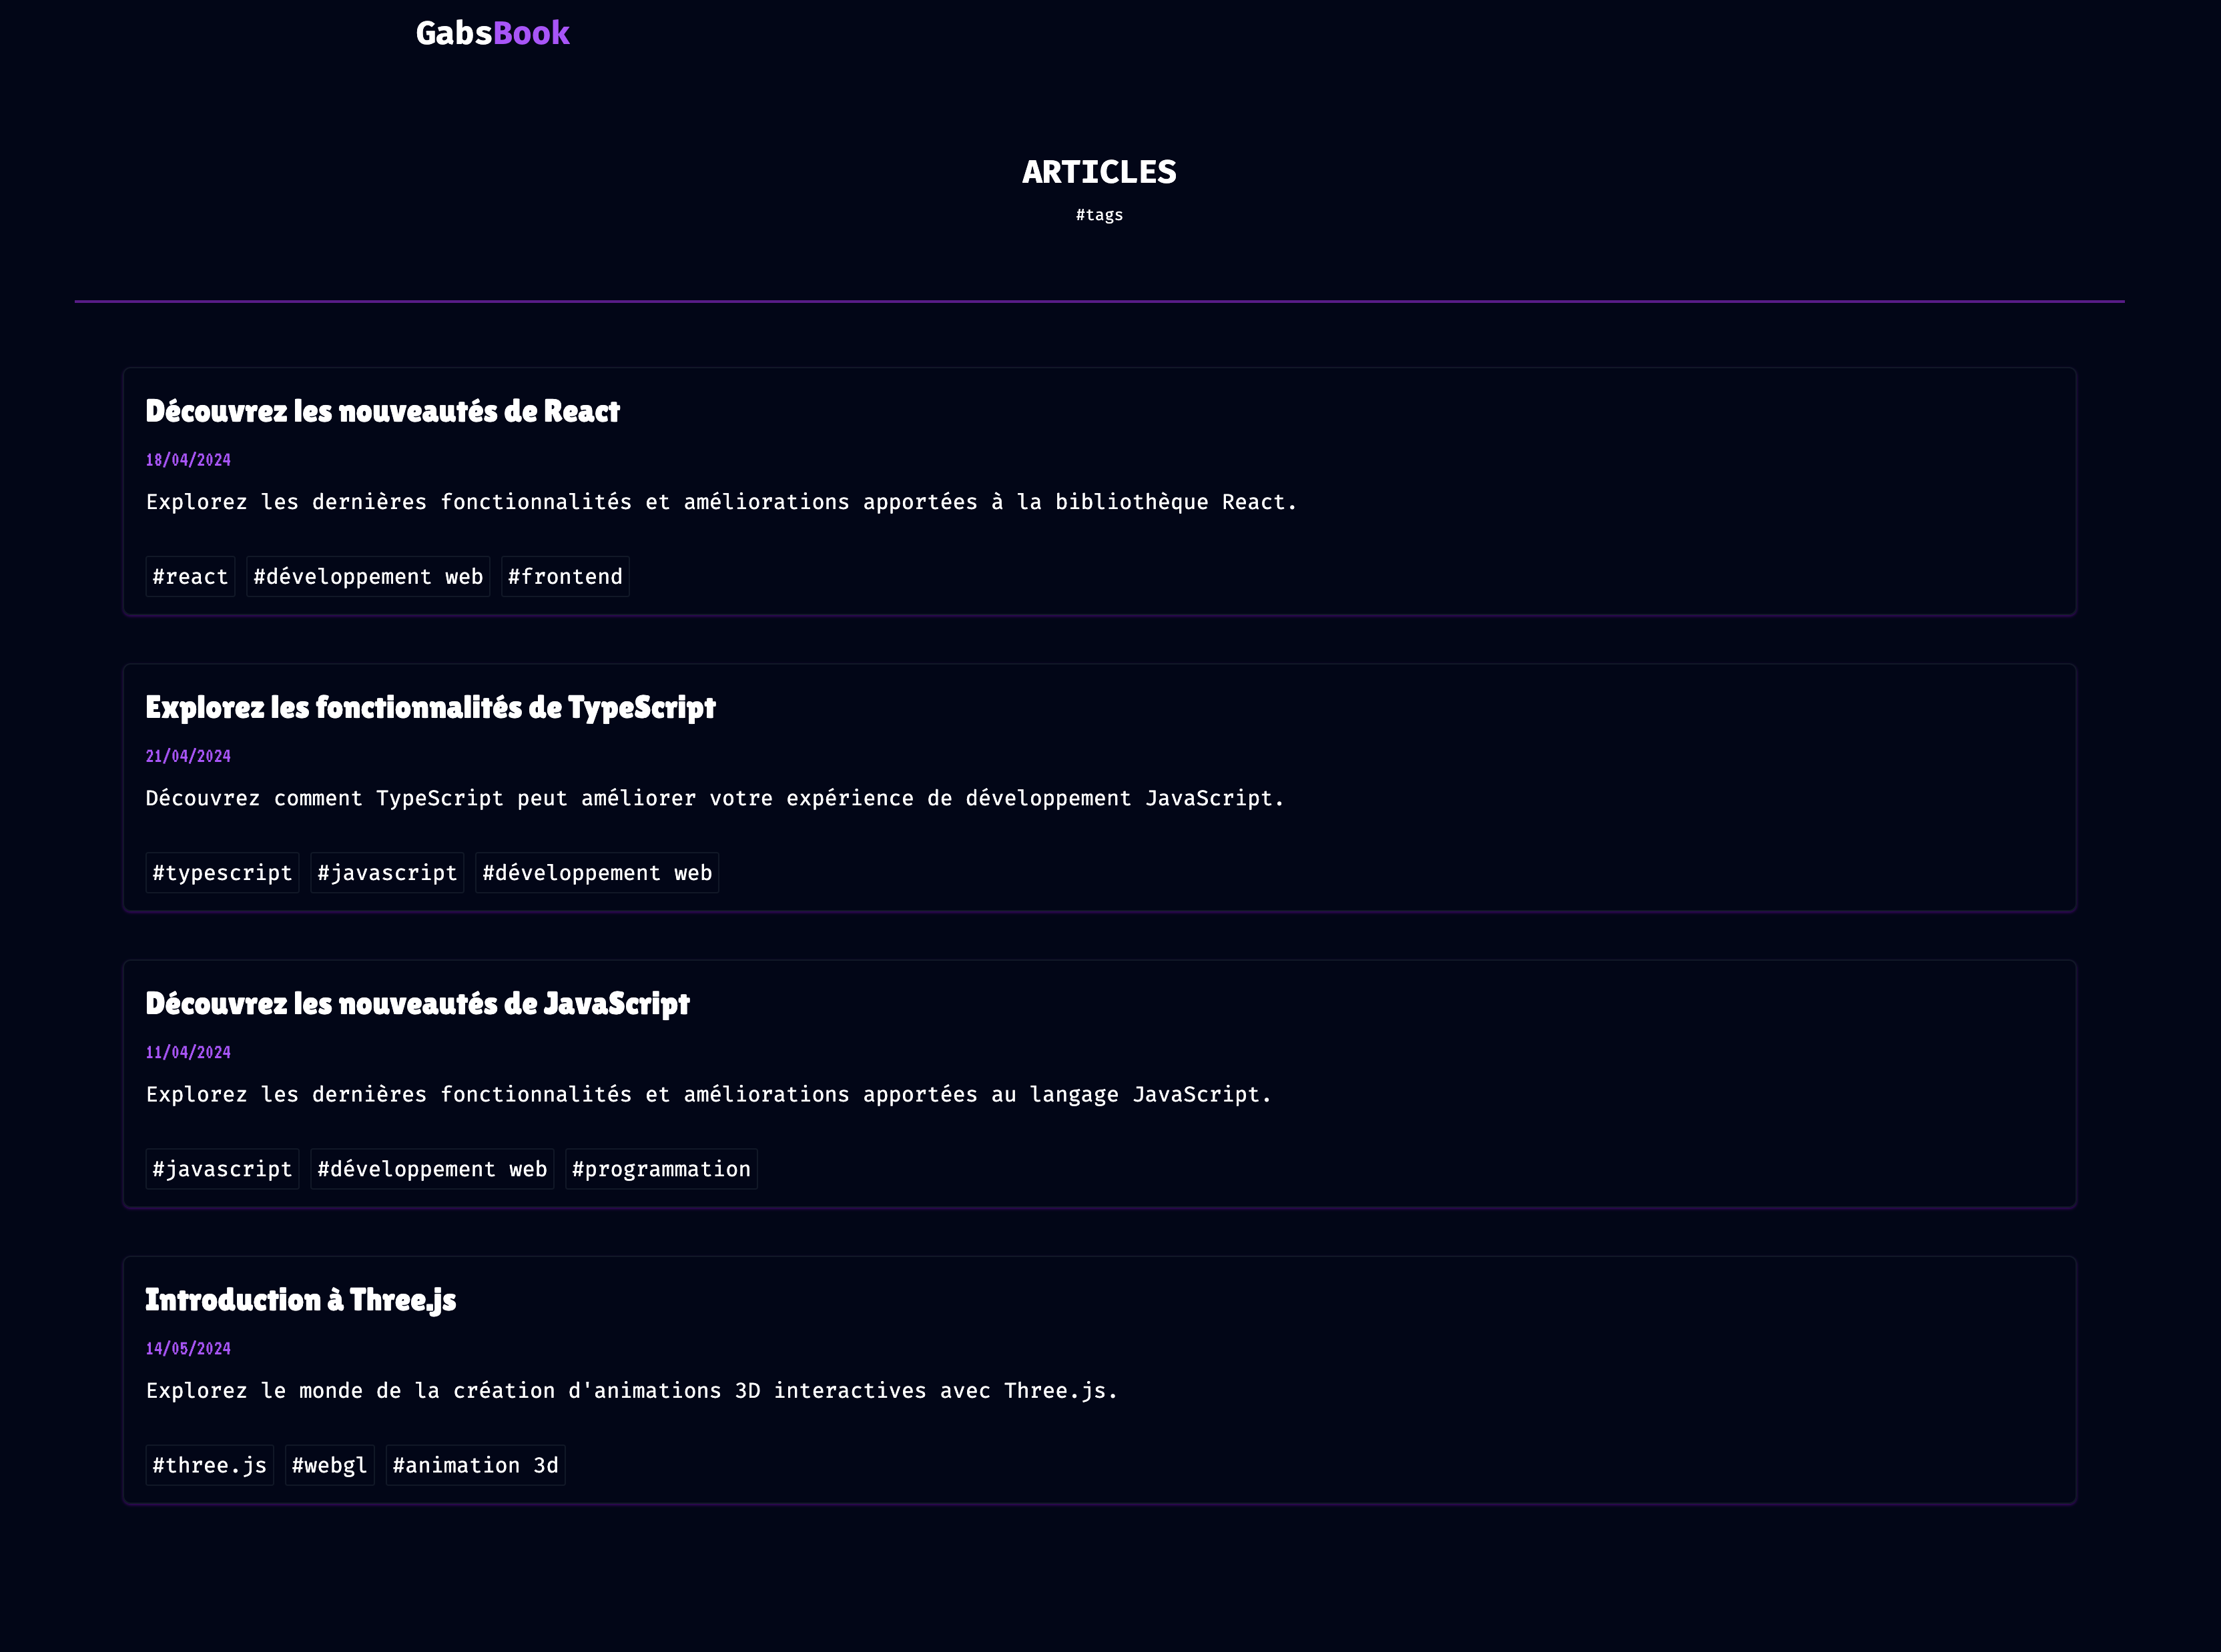 GabsBook
ARTICLES
#tags
Découvrez les nouveautés de React
18/04/2024
Explorez les dernières fonctionnalités et améliorations apportées à la bibliothèque React.
#react #développement web #frontend
Explorez les fonctionnalités de TypeScript
21/04/2024
Découvrez comment TypeScript peut améliorer votre expérience de développement JavaScript.
#typescript #javascript #développement web
Découvrez les nouveautés de JavaScript
11/04/2024
Explorez les dernières fonctionnalités et améliorations apportées au langage JavaScript.
#javascript #développement web #programmation
Introduction à Three.js
14/05/2024
Explorez le monde de la création d'animations 3D interactives avec Three.js.
#three.js #webgl #animation 3d